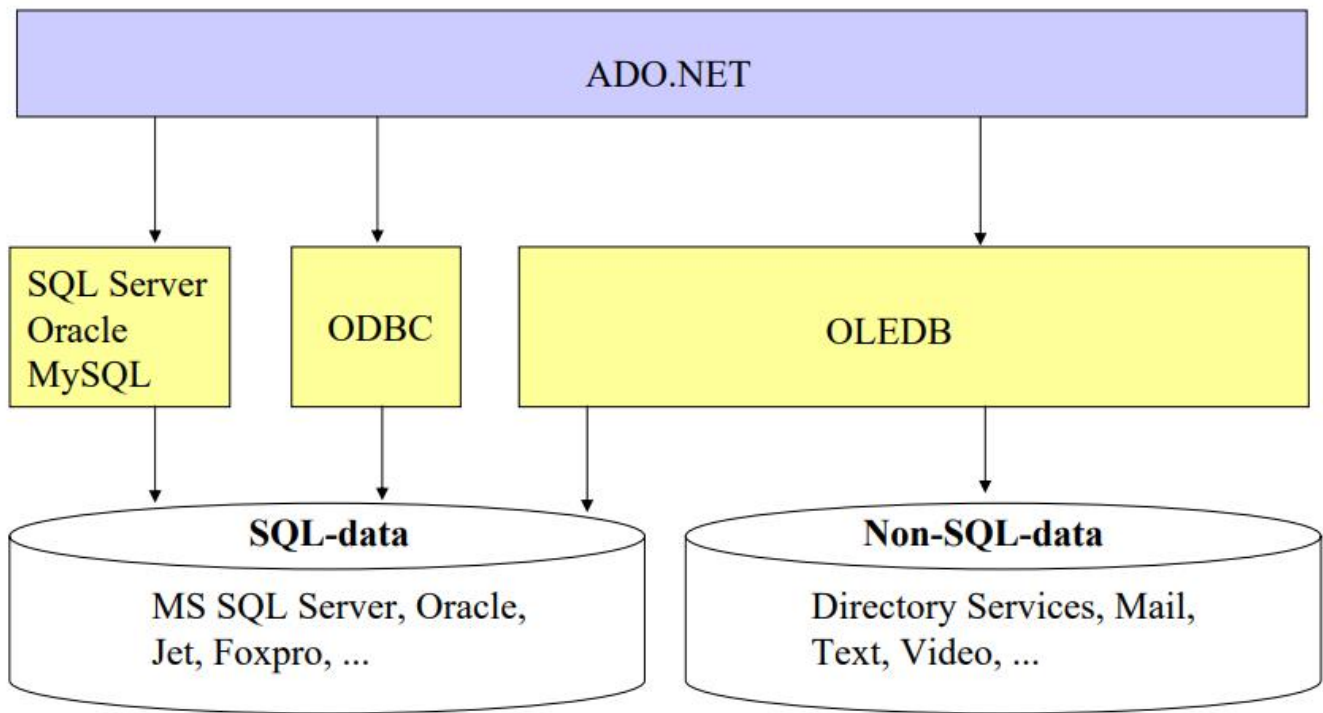 ADO.NET
SQL Server
Oracle
MySQL
ODBC
OLEDB
SQL-data
MS SQL Server, Oracle,
Jet, Foxpro, ...
Non-SQL-data
Directory Services, Mail,
Text, Video, ...